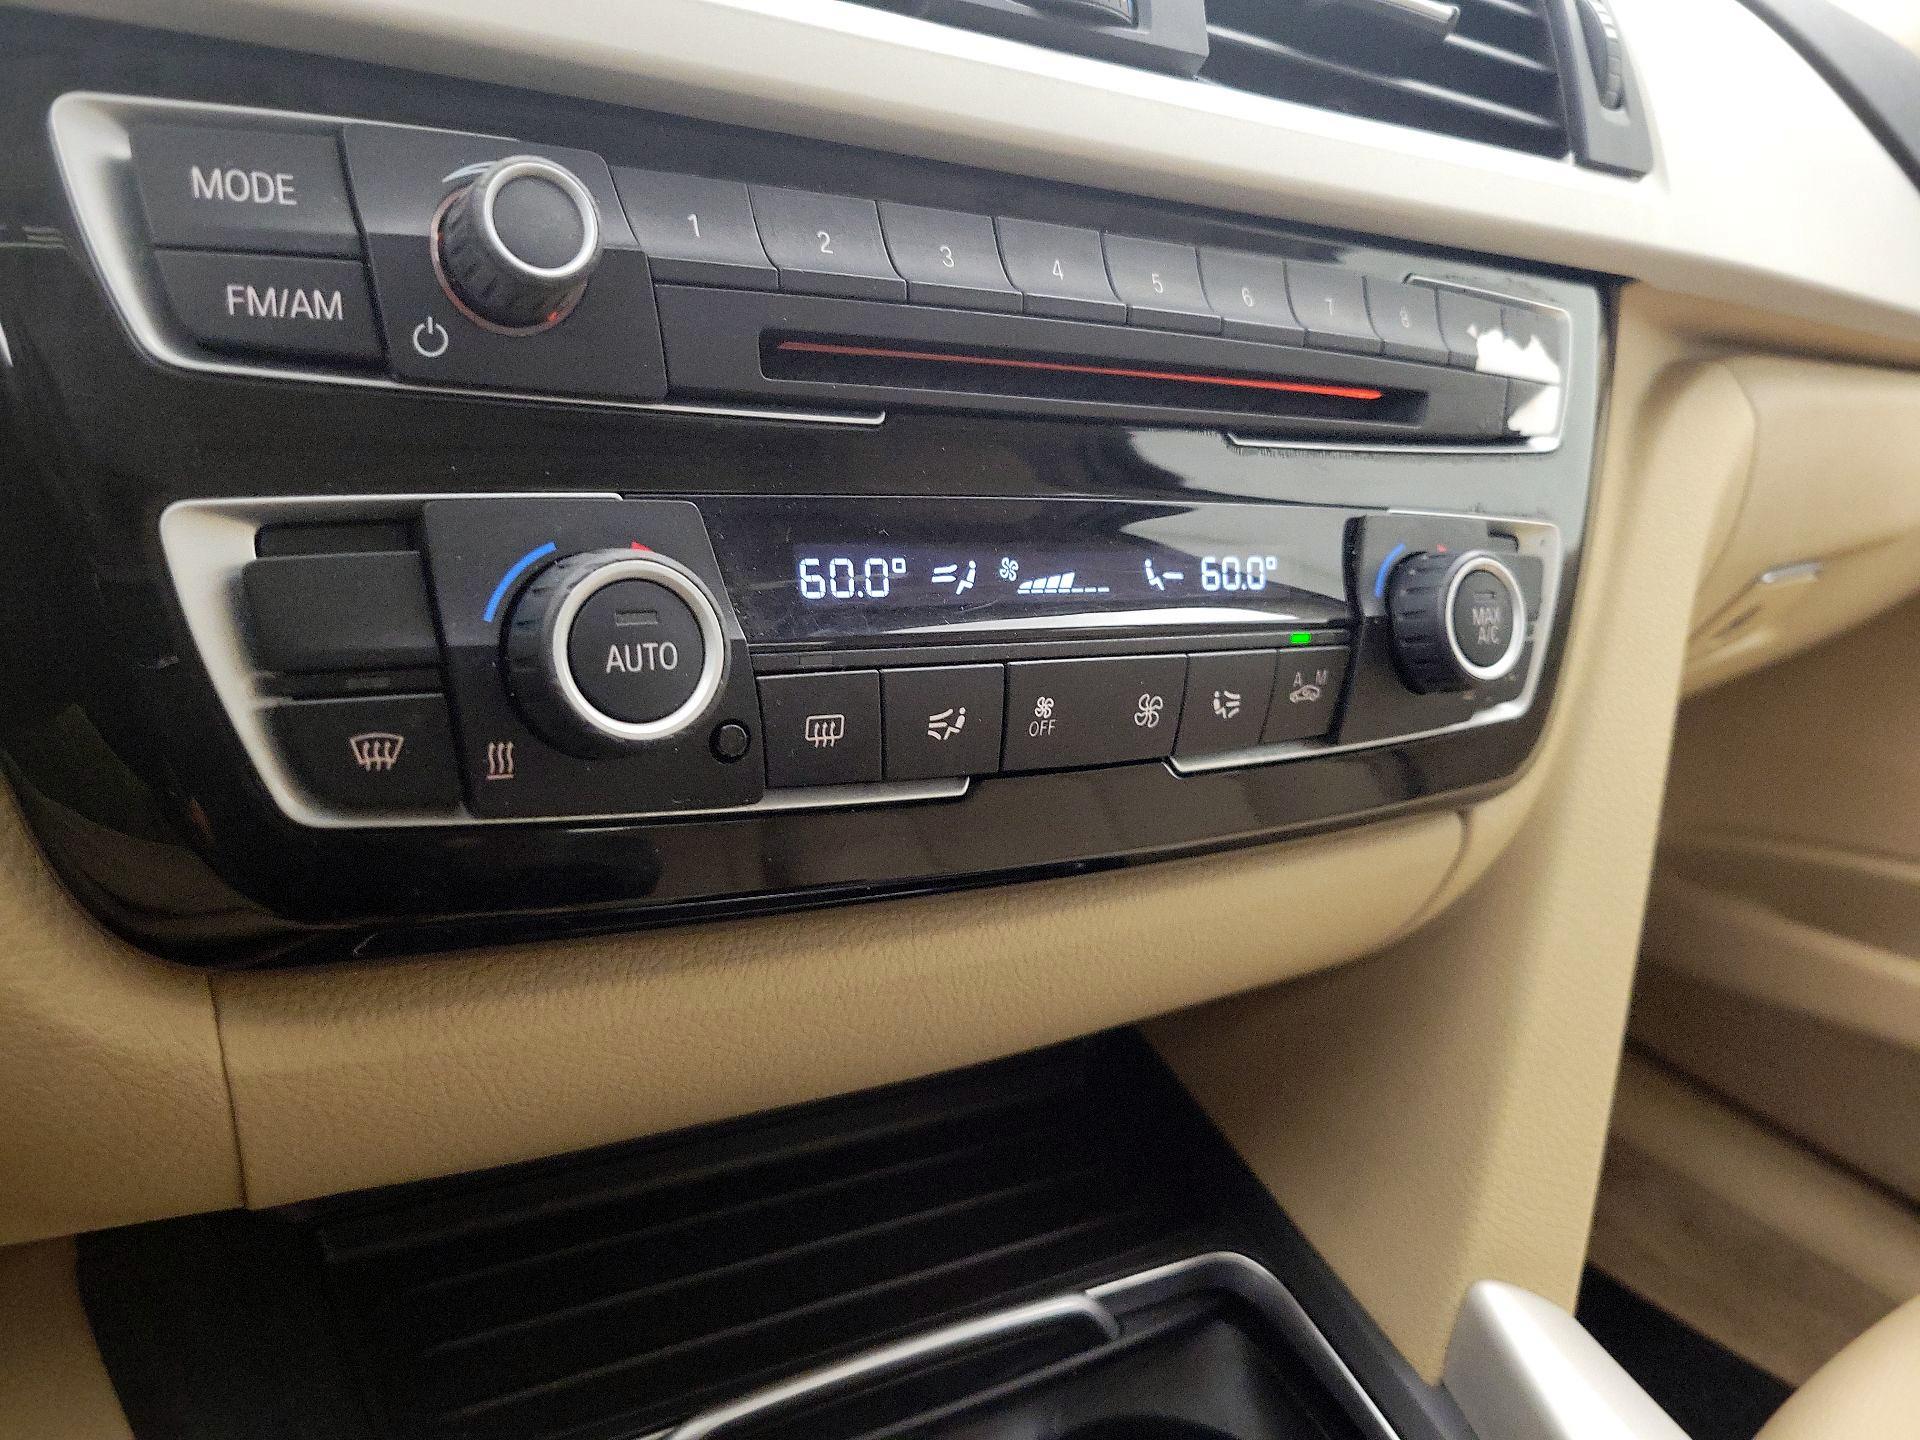 MODE
1 2 3 4 5 6 7 8
FM/AM
60.0° 60.0°
AUTO
MAX
A/C
A M
OFF